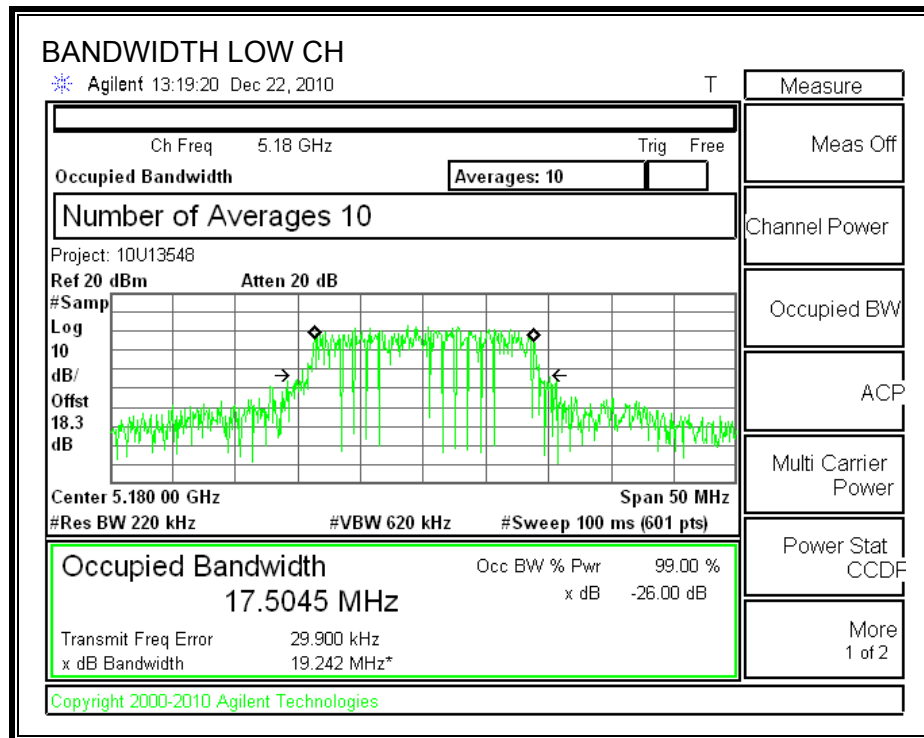 BANDWIDTH LOW CH
Agilent 13:19:20 Dec 22, 2010 T
Measure
Ch Freq 5.18 GHz Trig Free
Occupied Bandwidth Averages: 10
Number of Averages 10
Project: 10U13548
Ref 20 dBm Atten 20 dB
#Samp
Log
10
dB/
Offst
18.3
dB
Center 5.180 00 GHz Span 50 MHz
#Res BW 220 kHz #VBW 620 kHz #Sweep 100 ms (601 pts)
Occupied Bandwidth Occ BW % Pwr 99.00 %
17.5045 MHz x dB -26.00 dB
Transmit Freq Error 29.900 kHz
x dB Bandwidth 19.242 MHz*
Meas Off
Channel Power
Occupied BW
ACP
Multi Carrier
Power
Power Stat
CCDF
More
1 of 2
Copyright 2000-2010 Agilent Technologies